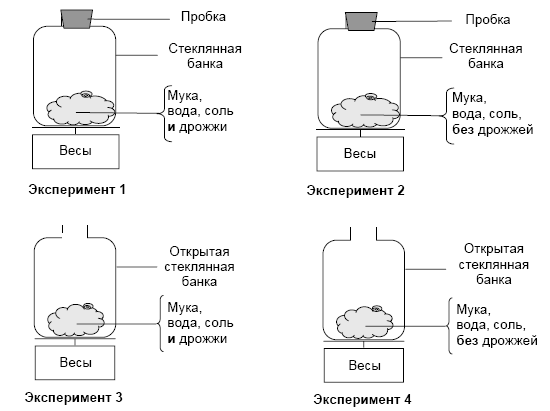 Пробка
Стеклянная
банка
Мука,
вода, соль
и дрожжи
Весы
Эксперимент 1
Пробка
Стеклянная
банка
Мука,
вода, соль,
без дрожжей
Весы
Эксперимент 2
Открытая
стеклянная
банка
Мука,
вода, соль
и дрожжи
Весы
Эксперимент 3
Открытая
стеклянная
банка
Мука,
вода, соль,
без дрожжей
Весы
Эксперимент 4